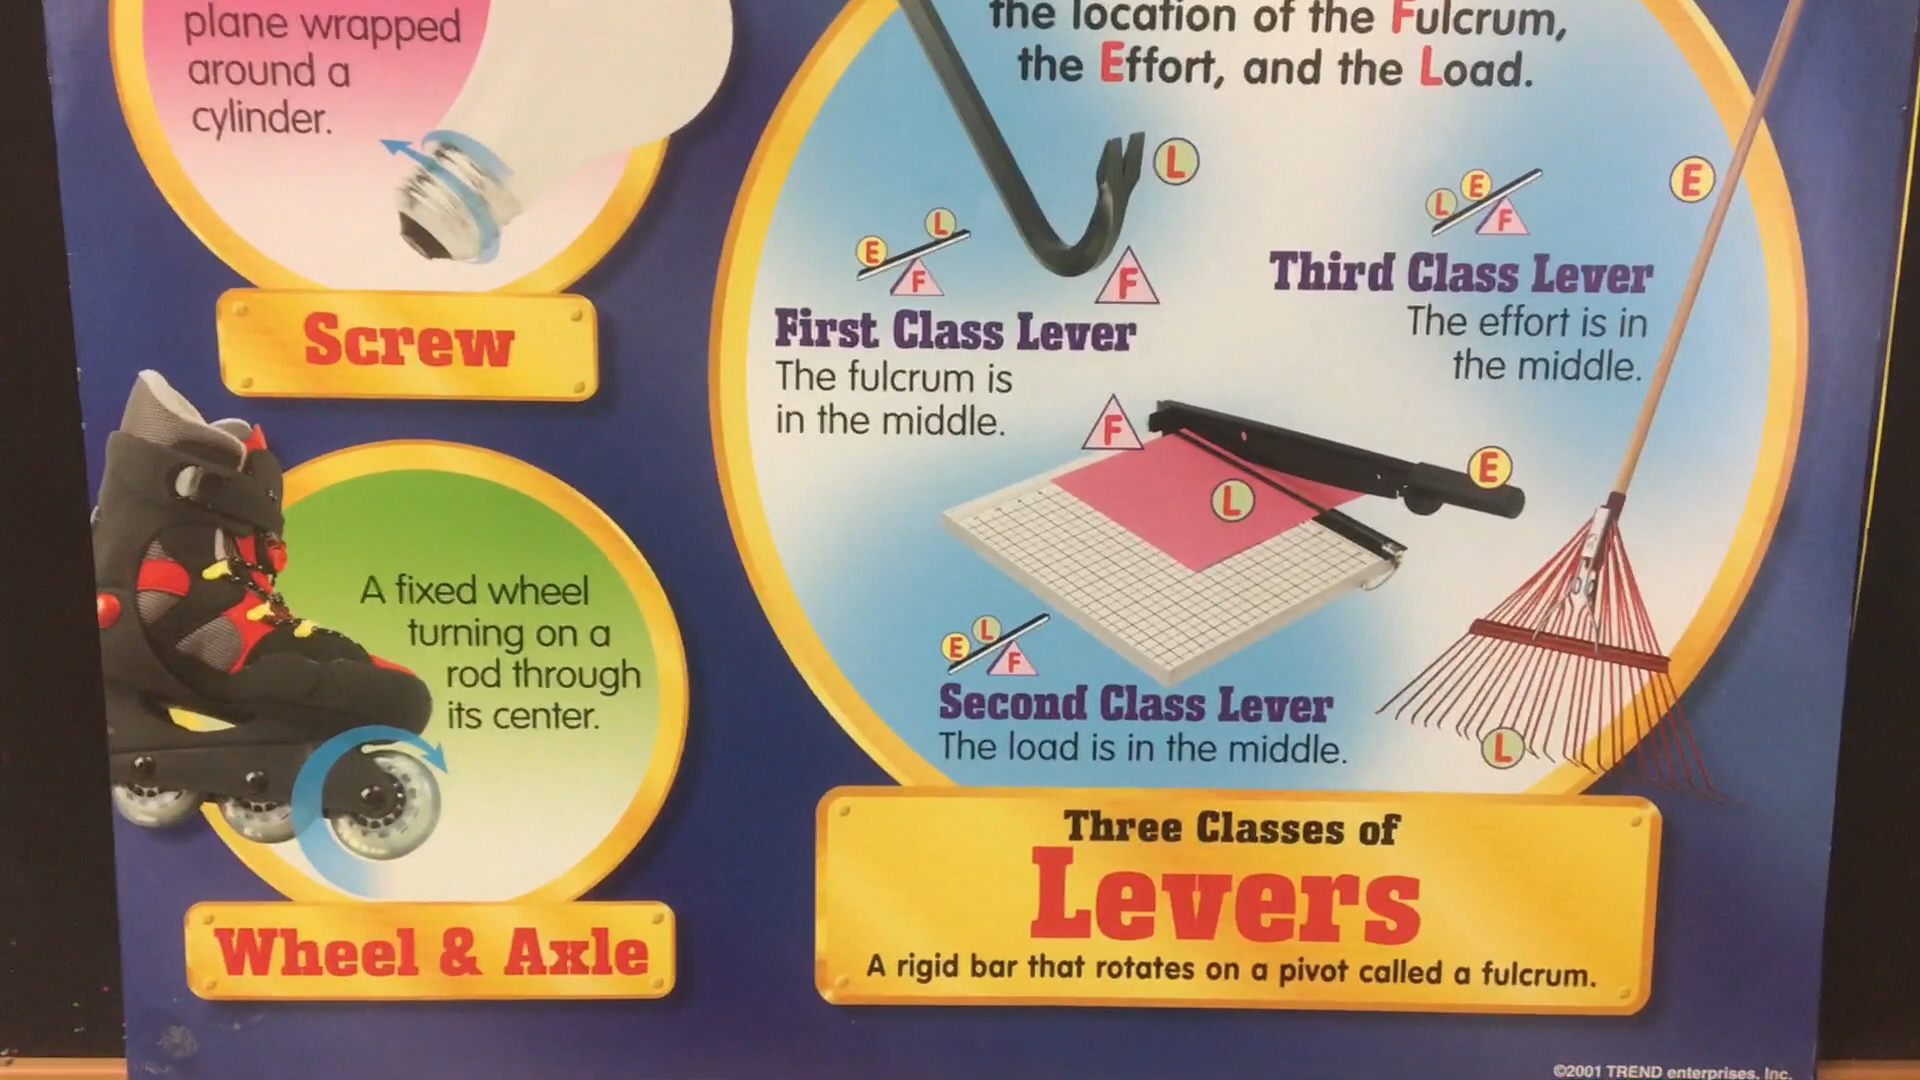 plane wrapped
around a
cylinder.
Screw
A fixed wheel
turning on a
rod through
its center.
Wheel & Axle
the location of the Fulcrum,
the Effort, and the Load.
L
F
E
L
F
First Class Lever
The fulcrum is
in the middle.
L
E
F
E
Third Class Lever
The effort is in
the middle.
L
F
L
E
E
L
F
Second Class Lever
The load is in the middle.
Three Classes of
Levers
A rigid bar that rotates on a pivot called a fulcrum.
©2001 TREND enterprises, Inc.